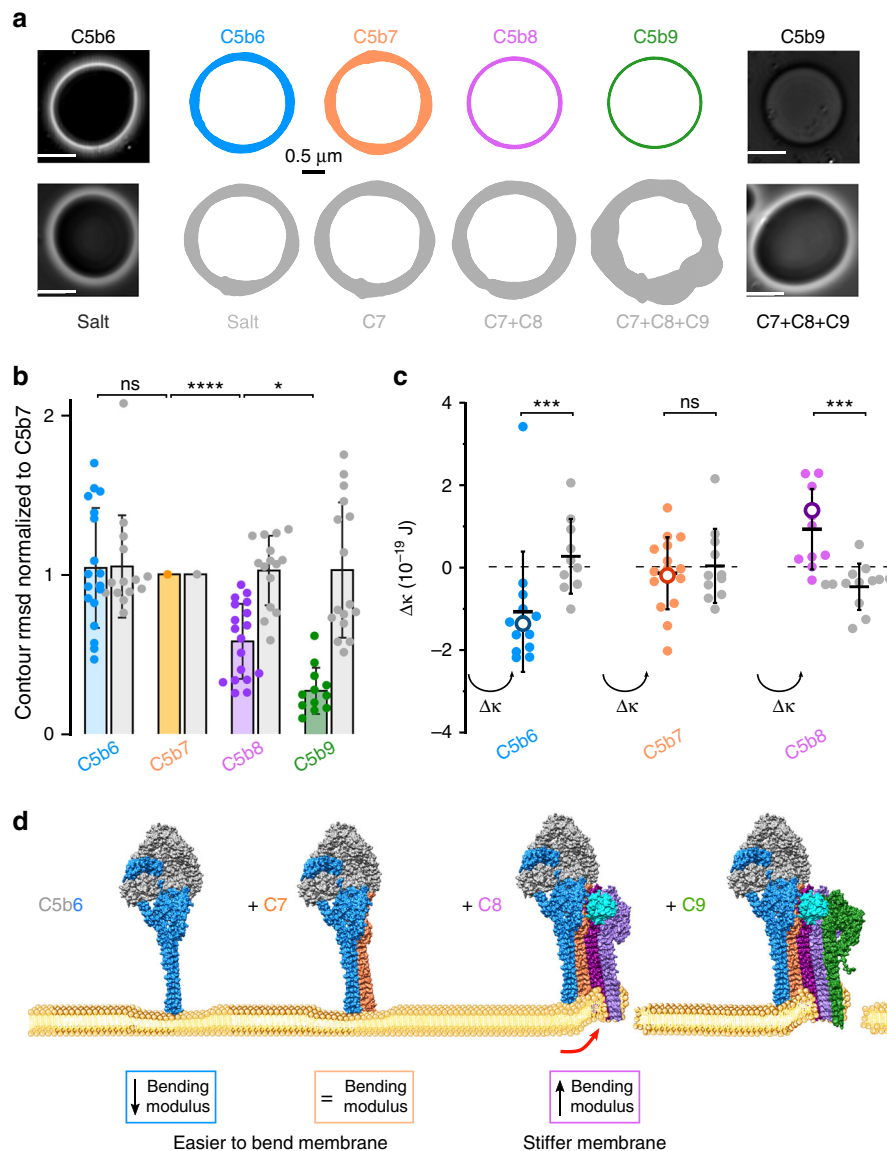 a
C5b6 C5b6 C5b7 C5b8 C5b9 C5b9
0.5 μm
Salt Salt C7 C7+C8 C7+C8+C9 C7+C8+C9
b
ns **** *
Contour rmsd normalized to C5b7
2
1
0
C5b6 C5b7 C5b8 C5b9
c
*** ns ***
Δκ (10⁻¹⁹ J)
4
2
0
−2
−4
Δκ Δκ Δκ
C5b6 C5b7 C5b8
d
C5b6 + C7 + C8 + C9
↓ Bending modulus
= Bending modulus
↑ Bending modulus
Easier to bend membrane Stiffer membrane